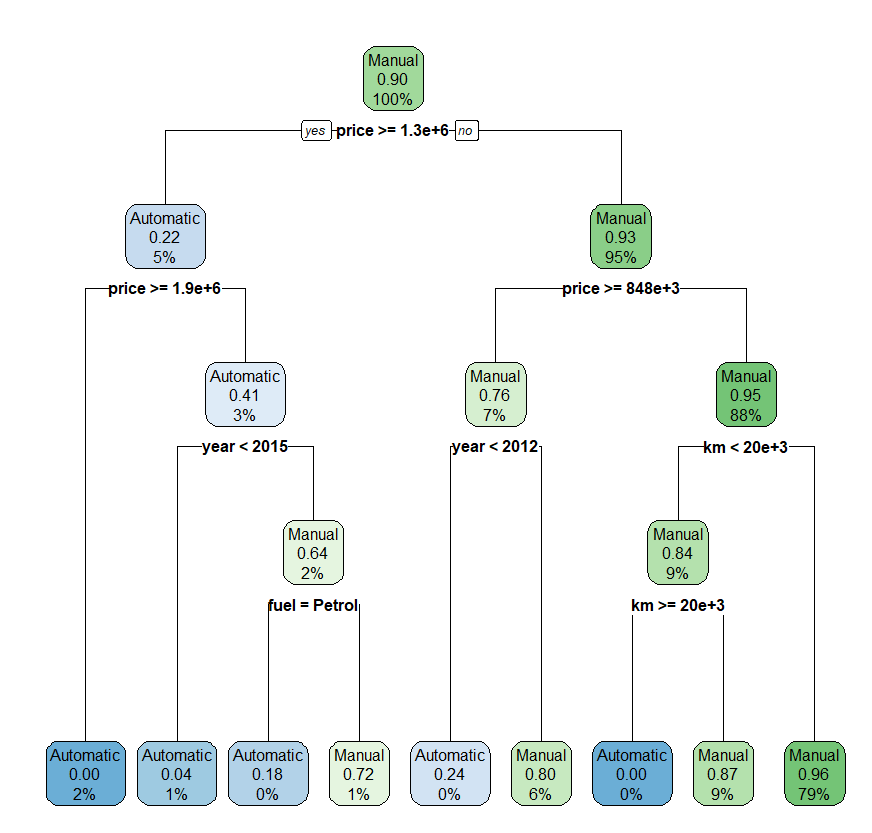 Manual
0.90
100%
yes price >= 1.3e+6 no
Automatic
0.22
5%
Manual
0.93
95%
price >= 1.9e+6
price >= 848e+3
Automatic
0.41
3%
Manual
0.76
7%
Manual
0.95
88%
year < 2015
year < 2012
km < 20e+3
Manual
0.64
2%
Manual
0.84
9%
fuel = Petrol
km >= 20e+3
Automatic
0.00
2%
Automatic
0.04
1%
Automatic
0.18
0%
Manual
0.72
1%
Automatic
0.24
0%
Manual
0.80
6%
Automatic
0.00
0%
Manual
0.87
9%
Manual
0.96
79%